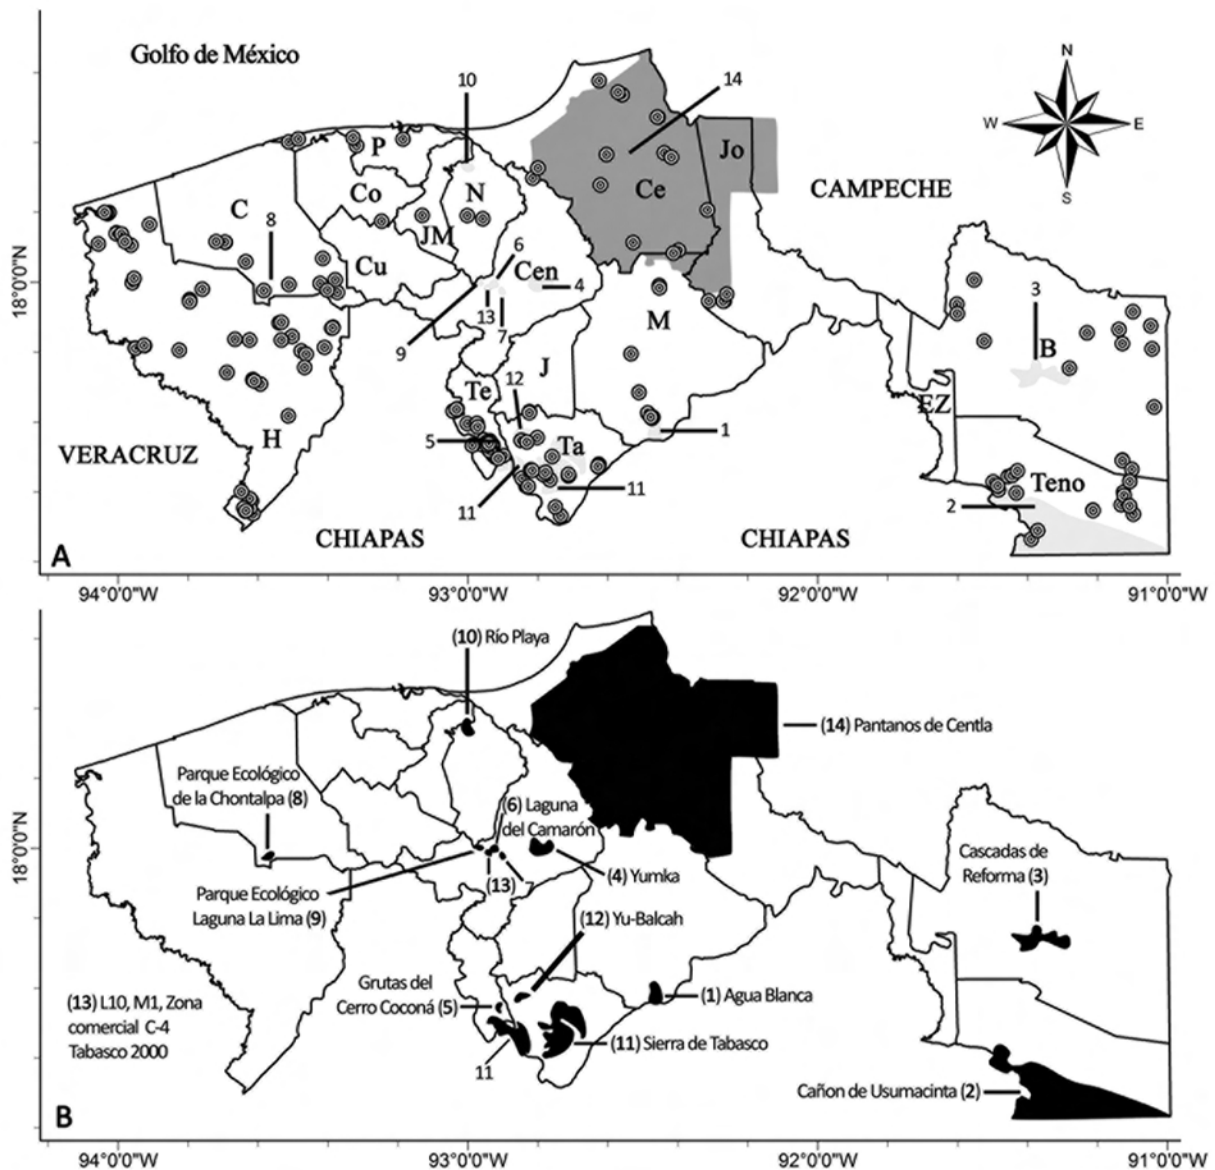 Golfo de México
10
14
N
W
E
S
P
Jo
Co
N
Ce
CAMPECHE
C
8
JM
6
Cu
Cen
4
18°0'0"N
13
7
9
M
3
B
12
J
Te
EZ
5
Ta
1
H
VERACRUZ
11
11
Teno
2
CHIAPAS
CHIAPAS
A
94°0'0"W
93°0'0"W
92°0'0"W
91°0'0"W
(10) Río Playa
(14) Pantanos de Centla
Parque Ecológico
de la Chontalpa (8)
(6) Laguna
del Camarón
18°0'0"N
Cascadas de
Reforma (3)
(4) Yumka
(13)
7
Parque Ecológico
Laguna La Lima (9)
(12) Yu-Balcah
Grutas del
Cerro Coconá (5)
(1) Agua Blanca
(13) L10, M1, Zona
comercial C-4
Tabasco 2000
(11) Sierra de Tabasco
11
Cañon de Usumacinta (2)
B
94°0'0"W
93°0'0"W
92°0'0"W
91°0'0"W